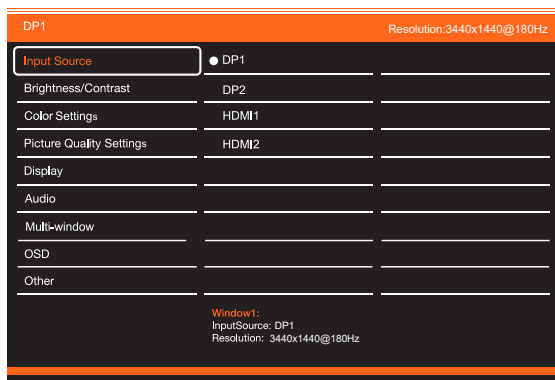 DP1
Resolution:3440x1440@180Hz
Input Source
DP1
Brightness/Contrast
DP2
Color Settings
HDMI1
Picture Quality Settings
HDMI2
Display
Audio
Multi-window
OSD
Other
Window1:
InputSource: DP1
Resolution: 3440x1440@180Hz